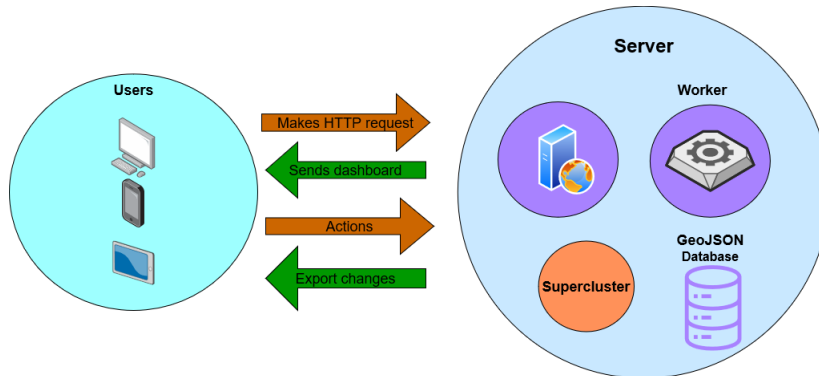 Users
Makes HTTP request
Sends dashboard
Actions
Export changes
Server
Worker
Supercluster
GeoJSON
Database